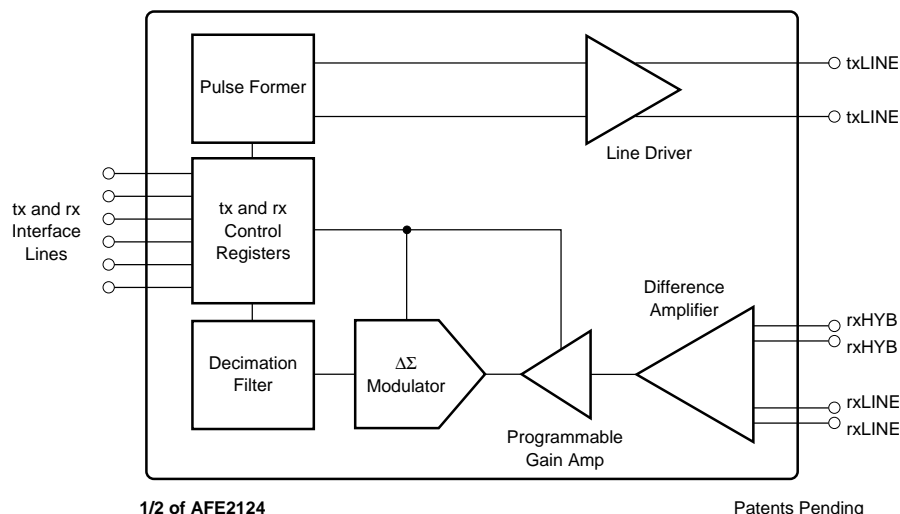 Pulse Former
txLINE
txLINE
Line Driver
tx and rx
Interface
Lines
tx and rx
Control
Registers
Difference
Amplifier
rxHYB
rxHYB
Decimation
Filter
ΔΣ
Modulator
rxLINE
rxLINE
Programmable
Gain Amp
1/2 of AFE2124
Patents Pending